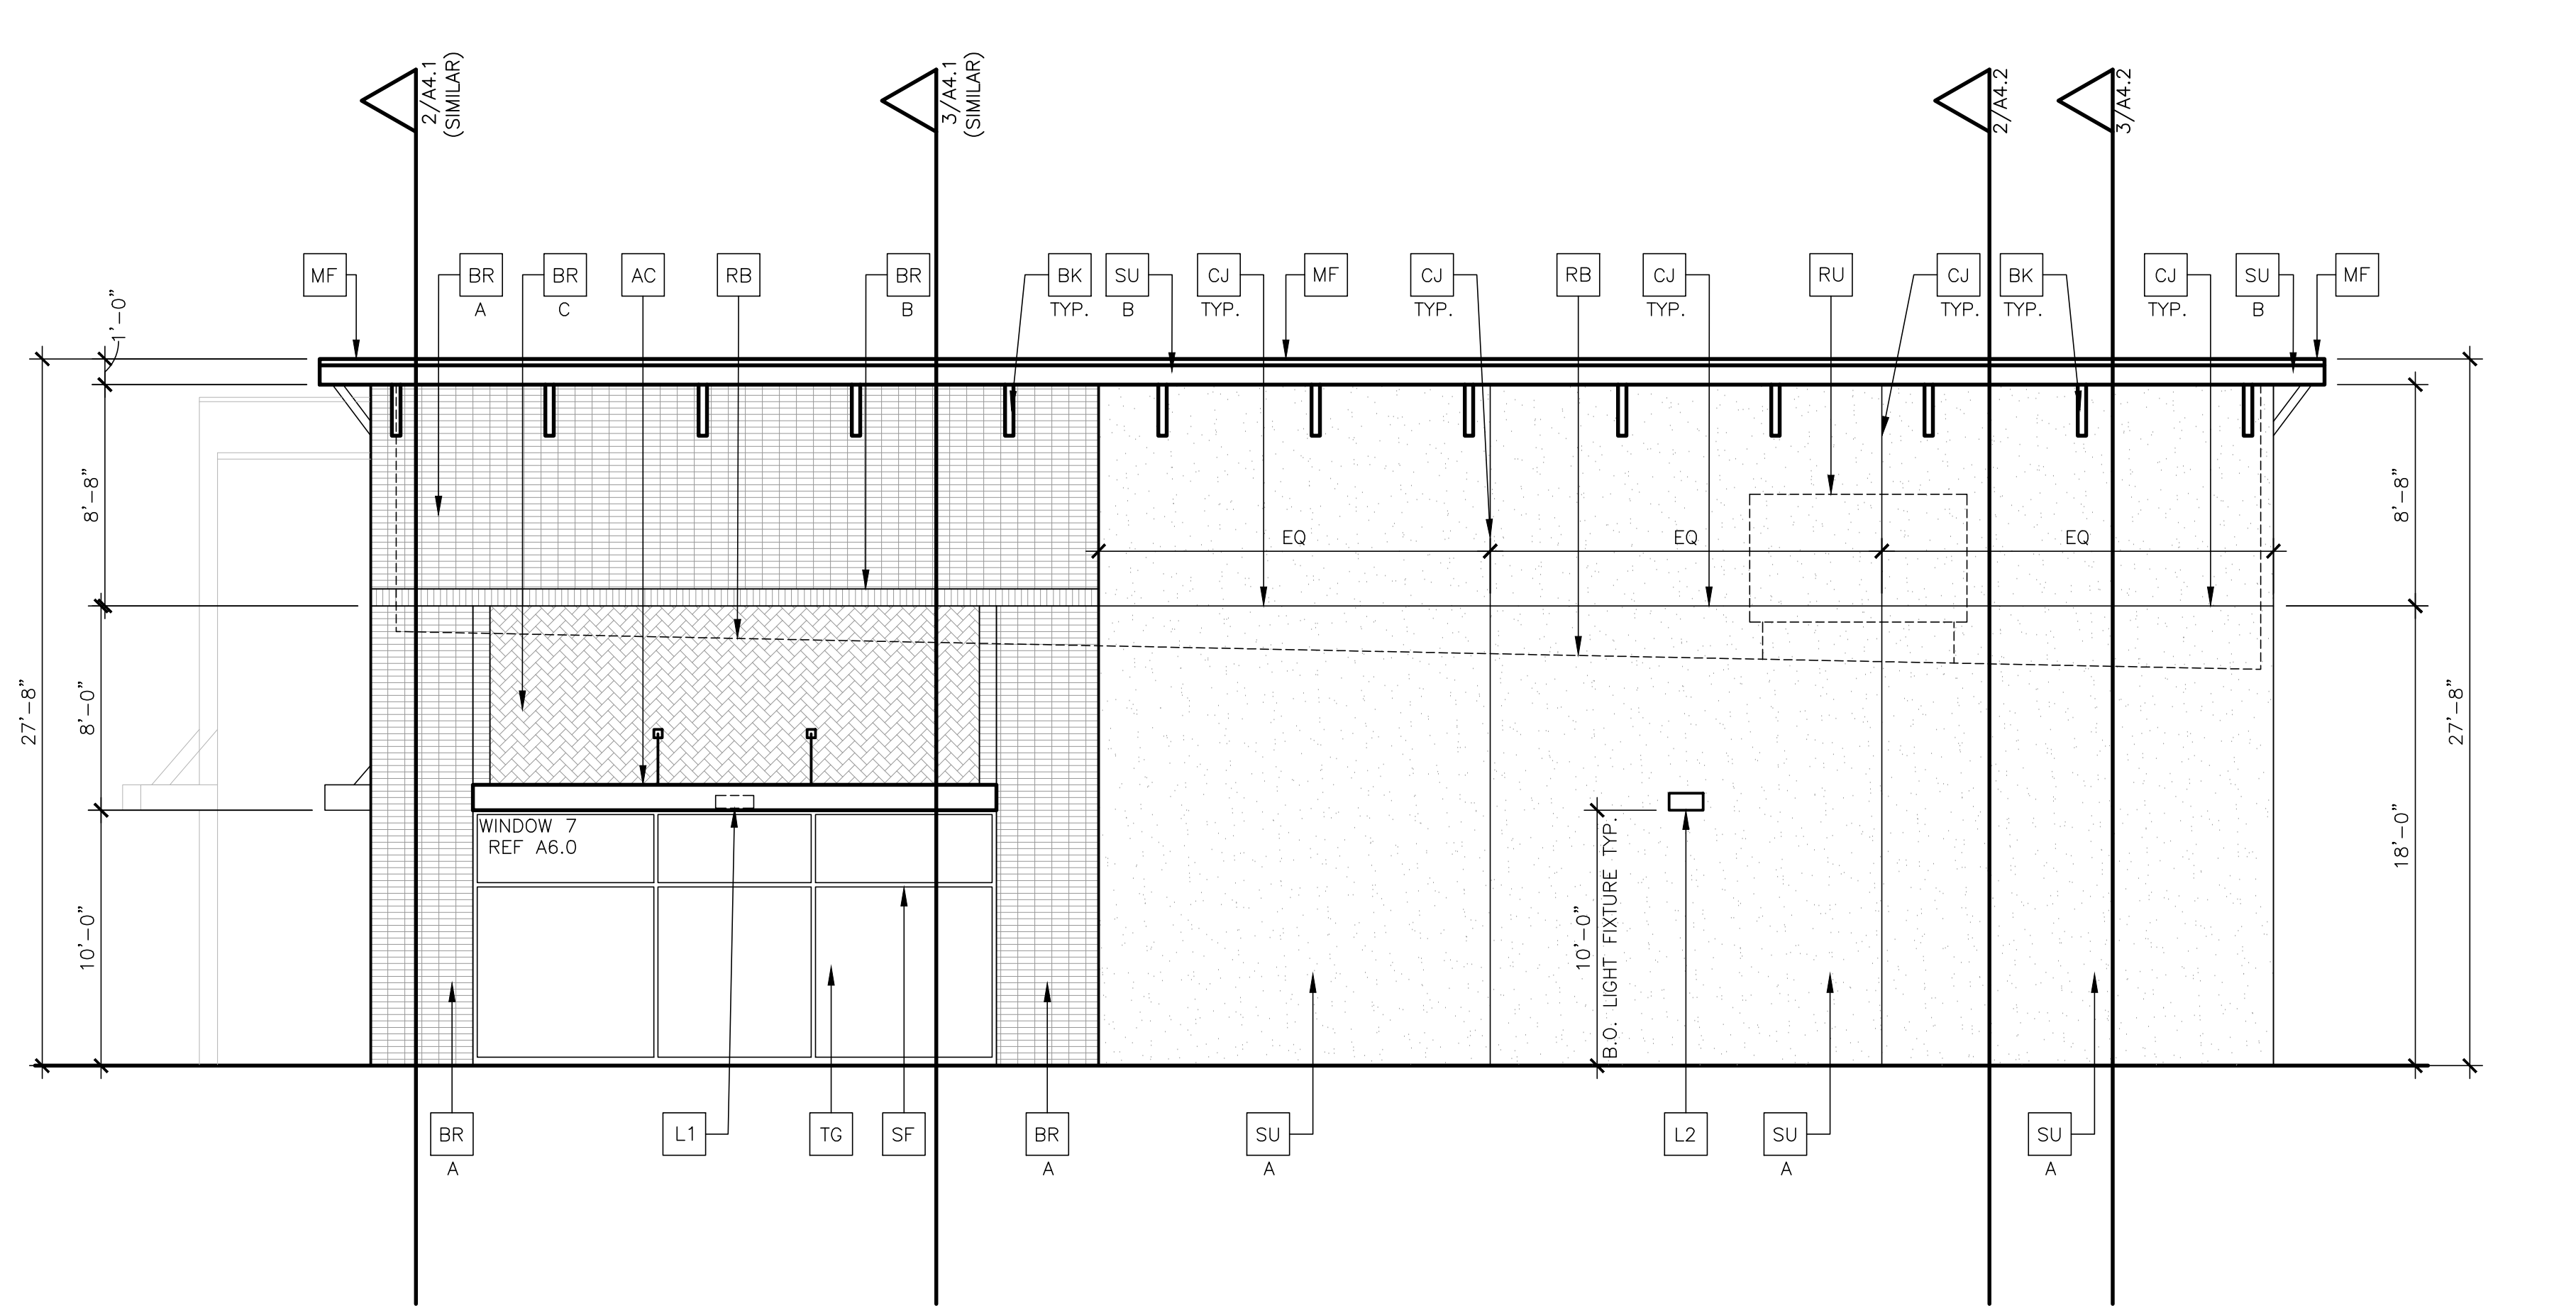 2/A4.1
(SIMILAR)
3/A4.1
(SIMILAR)
2/A4.2
3/A4.2
MF
BR
A
BR
C
AC
RB
BR
B
BK
TYP.
SU
B
CJ
TYP.
MF
CJ
TYP.
RB
CJ
TYP.
RU
CJ
TYP.
BK
TYP.
CJ
TYP.
SU
B
MF
1'-0"
8'-8"
8'-0"
10'-0"
27'-8"
EQ
EQ
EQ
8'-8"
18'-0"
27'-8"
WINDOW 7
REF A6.0
10'-0"
B.O. LIGHT FIXTURE TYP.
BR
A
L1
TG
SF
BR
A
SU
A
L2
SU
A
SU
A